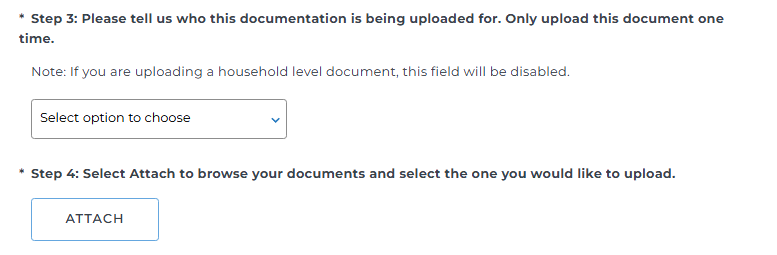 * Step 3: Please tell us who this documentation is being uploaded for. Only upload this document one
time.
Note: If you are uploading a household level document, this field will be disabled.
Select option to choose
* Step 4: Select Attach to browse your documents and select the one you would like to upload.
ATTACH